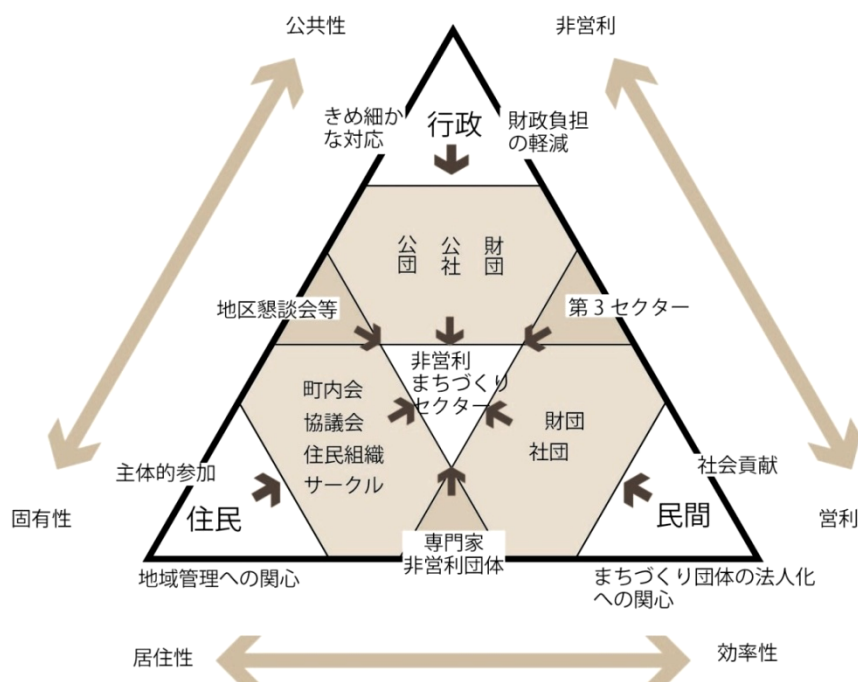 公共性
非営利
きめ細か
な対応
行政
財政負担
の軽減
公団
公社
財団
地区懇談会等
第3セクター
非営利
まちづくり
セクター
町内会
協議会
住民組織
サークル
財団
社団
主体的参加
社会貢献
固有性
住民
民間
営利
専門家
非営利団体
地域管理への関心
まちづくり団体の法人化
への関心
居住性
効率性